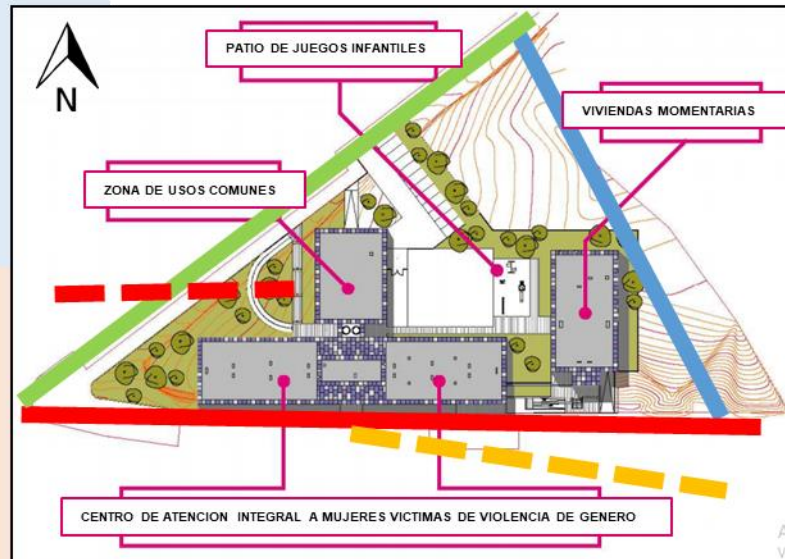 PATIO DE JUEGOS INFANTILES
VIVIENDAS MOMENTARIAS
N
ZONA DE USOS COMUNES
CENTRO DE ATENCION INTEGRAL A MUJERES VICTIMAS DE VIOLENCIA DE GENERO